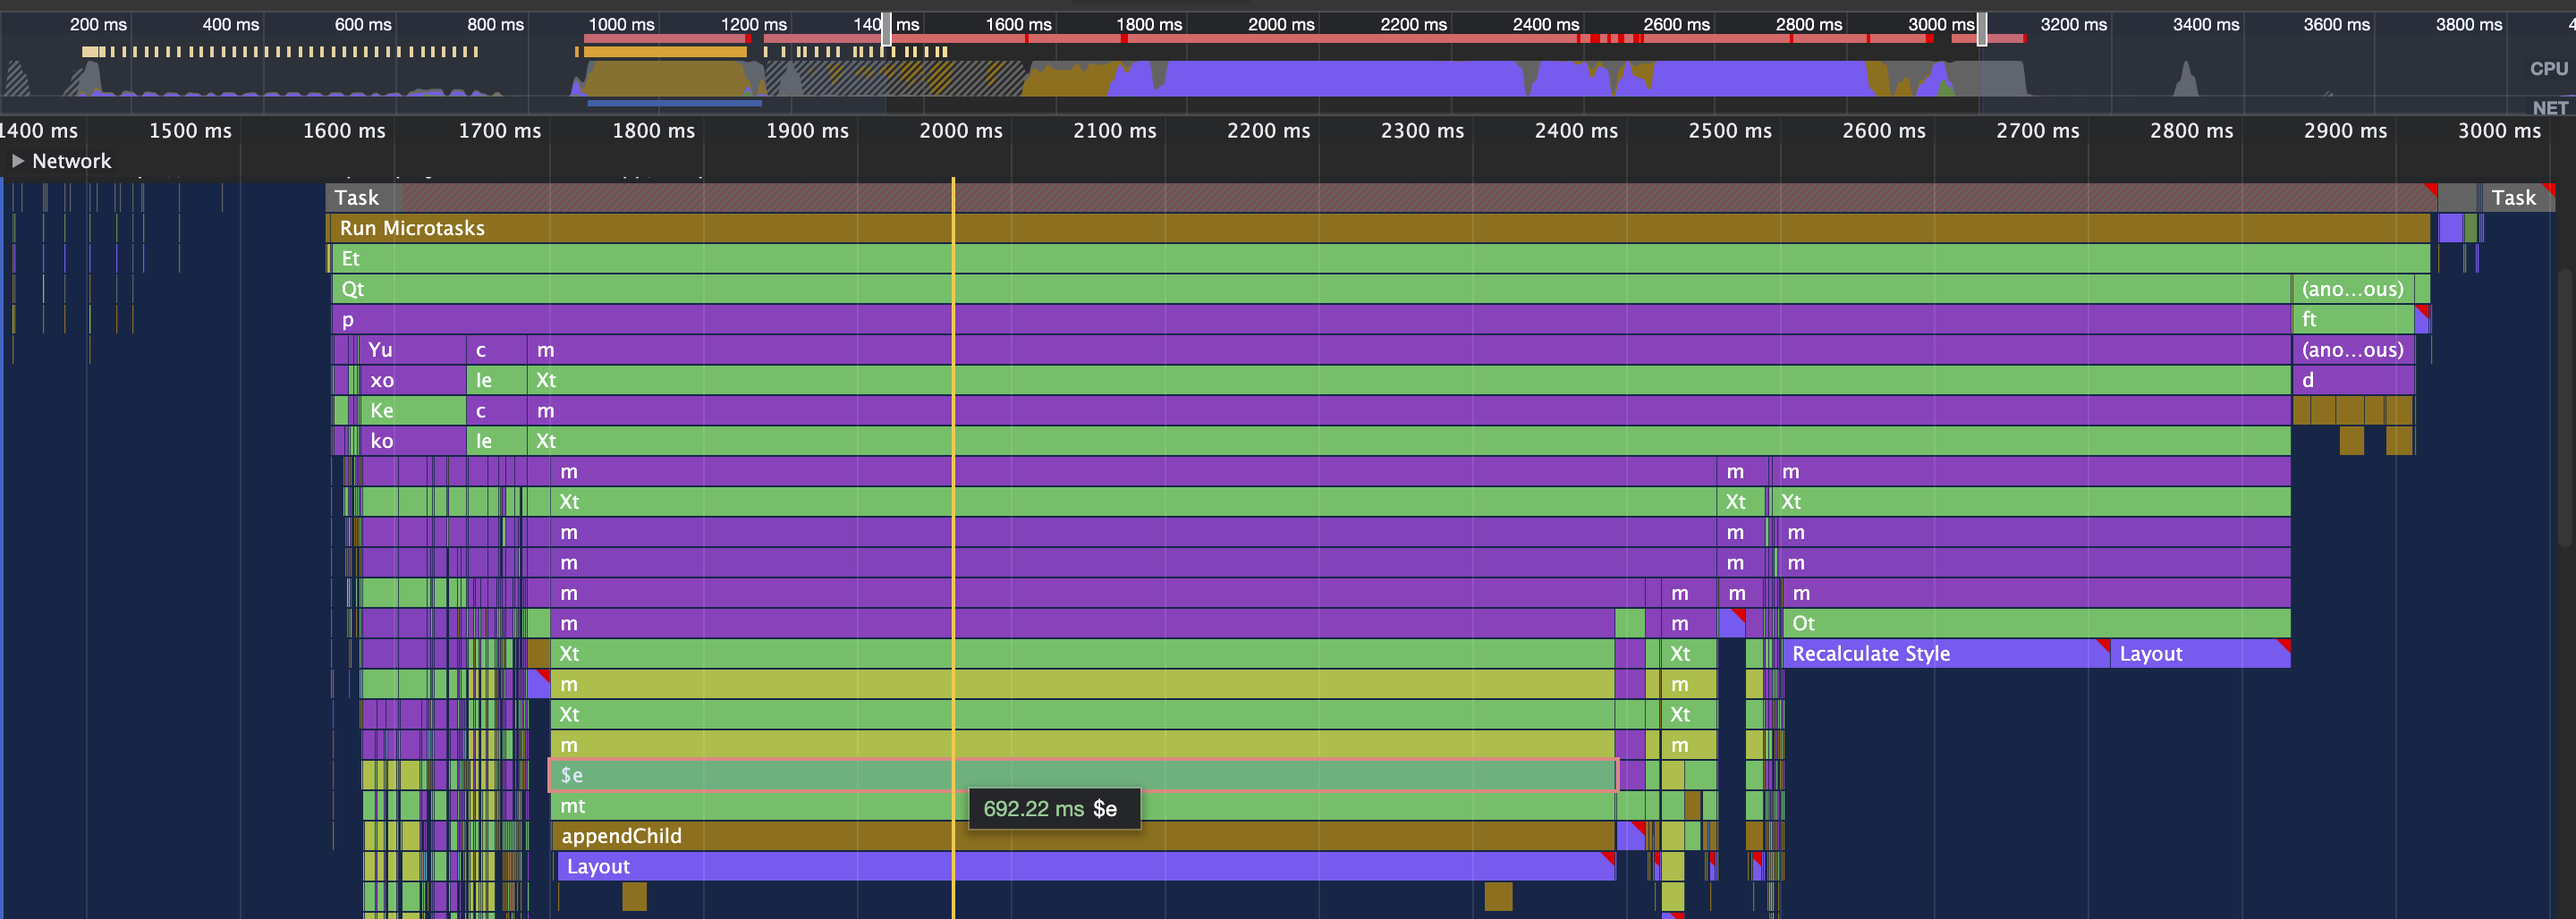 200 ms 400 ms 600 ms 800 ms 1000 ms 1200 ms 1400 ms 1600 ms 1800 ms 2000 ms 2200 ms 2400 ms 2600 ms 2800 ms 3000 ms 3200 ms 3400 ms 3600 ms 3800 ms
CPU
NET
1400 ms 1500 ms 1600 ms 1700 ms 1800 ms 1900 ms 2000 ms 2100 ms 2200 ms 2300 ms 2400 ms 2500 ms 2600 ms 2700 ms 2800 ms 2900 ms 3000 ms
Network
Task Task
Run Microtasks
Et
Qt (ano...ous)
p ft
Yu c m (ano...ous)
xo le Xt d
Ke c m
ko le Xt
m m m
Xt Xt Xt
m m m
m m m
m m m m
m m Ot
Xt Xt Recalculate Style Layout
m m
Xt Xt
m m
$e
mt 692.22 ms $e
appendChild
Layout